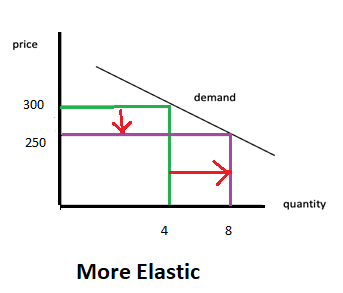 price
300
demand
250
quantity
4 8
More Elastic